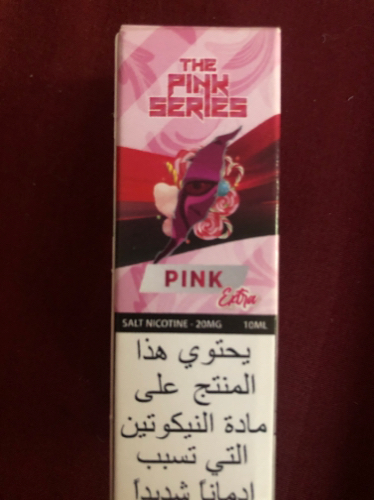 THE
PINK
SERIES
PINK
Extra
SALT NICOTINE - 20MG 10ML
يحتوي هذا
المنتج على
مادة النيكوتين
التي تسبب
إدماناً شديداً